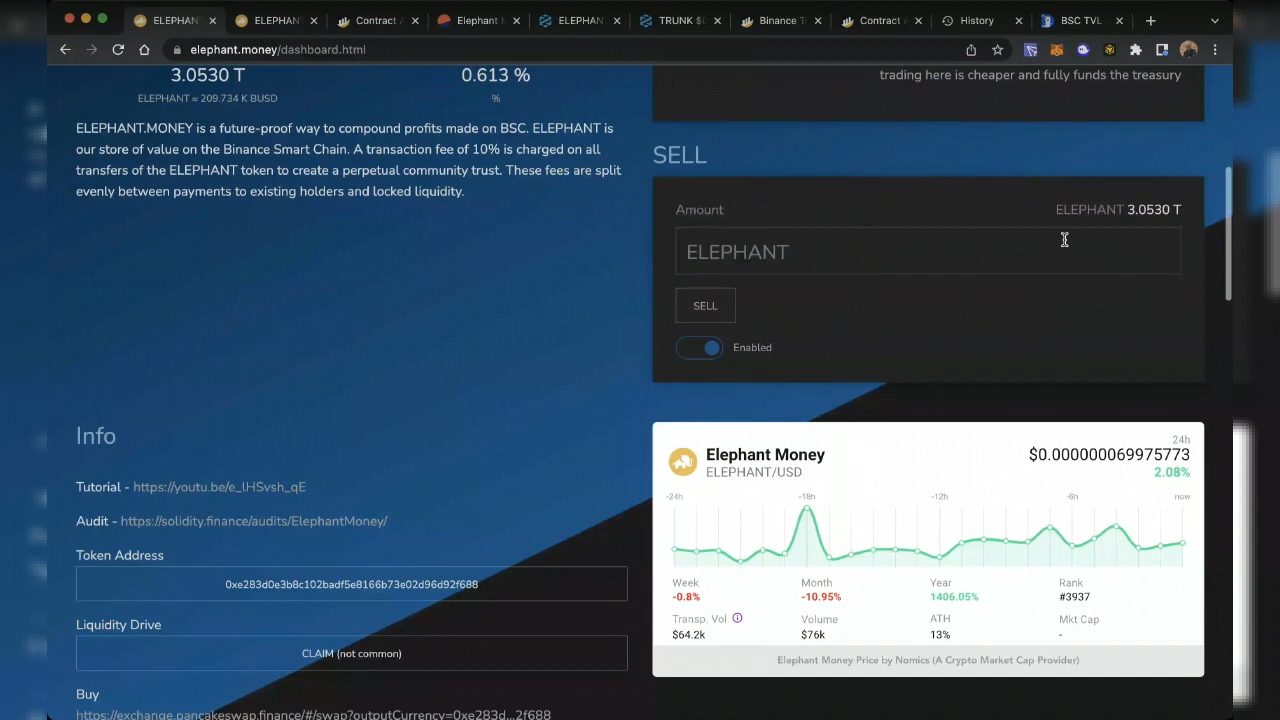 ELEPHANT
ELEPHANT
Contract A
Elephant M
ELEPHAN
TRUNK $0
Binance T
Contract A
History
BSC TVL -
elephant.money/dashboard.html
3.0530 T
0.613 %
ELEPHANT ≈ 209.734 K BUSD
%
ELEPHANT.MONEY is a future-proof way to compound profits made on BSC. ELEPHANT is
our store of value on the Binance Smart Chain. A transaction fee of 10% is charged on all
transfers of the ELEPHANT token to create a perpetual community trust. These fees are split
evenly between payments to existing holders and locked liquidity.
trading here is cheaper and fully funds the treasury
SELL
Amount
ELEPHANT 3.0530 T
ELEPHANT
SELL
Enabled
Info
Tutorial - https://youtu.be/e_lHSvsh_qE
Audit - https://solidity.finance/audits/ElephantMoney/
Token Address
0xe283d0e3b8c102badf5e8166b73e02d96d92f688
Liquidity Drive
CLAIM (not common)
Buy
https://exchange.pancakeswap.finance/#/swap?outputCurrency=0xe283d...2f688
Elephant Money
ELEPHANT/USD
24h
$0.000000069975773
2.08%
-24h
-18h
-12h
-6h
now
Week
Month
Year
Rank
-0.8%
-10.95%
1406.05%
#3937
Transp. Vol.
Volume
ATH
Mkt Cap
$64.2k
$76k
13%
-
Elephant Money Price by Nomics (A Crypto Market Cap Provider)